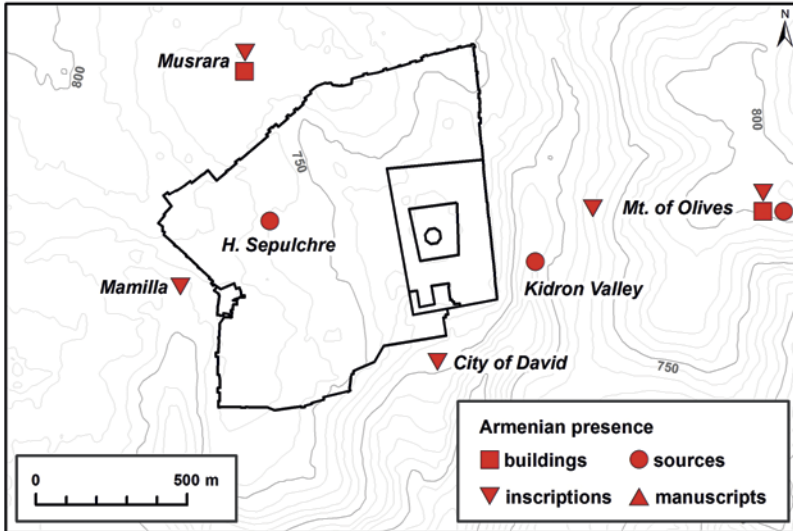 N
Musrara
800
800
750
Mt. of Olives
H. Sepulchre
Kidron Valley
Mamilla
City of David
750
Armenian presence
buildings
sources
inscriptions
manuscripts
0 500 m